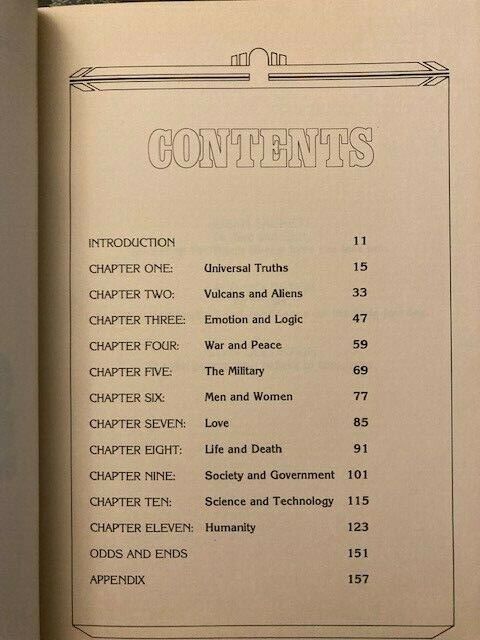 CONTENTS
INTRODUCTION 11
CHAPTER ONE: Universal Truths 15
CHAPTER TWO: Vulcans and Aliens 33
CHAPTER THREE: Emotion and Logic 47
CHAPTER FOUR: War and Peace 59
CHAPTER FIVE: The Military 69
CHAPTER SIX: Men and Women 77
CHAPTER SEVEN: Love 85
CHAPTER EIGHT: Life and Death 91
CHAPTER NINE: Society and Government 101
CHAPTER TEN: Science and Technology 115
CHAPTER ELEVEN: Humanity 123
ODDS AND ENDS 151
APPENDIX 157